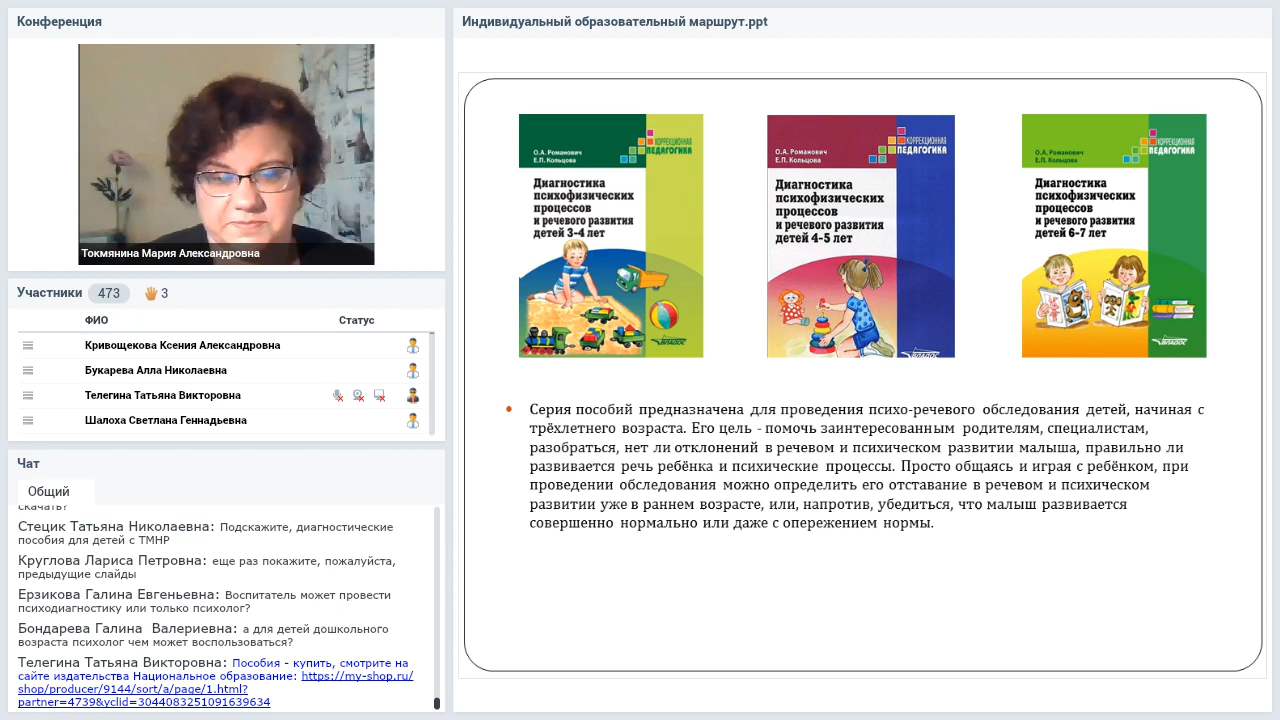 Конференция
Токмянина Мария Александровна
Участники 473 3
ФИО Статус
Кривощекова Ксения Александровна
Букарева Алла Николаевна
Телегина Татьяна Викторовна
Шалоха Светлана Геннадьевна
Чат
Общий
скачать?
Стецик Татьяна Николаевна: Подскажите, диагностические
пособия для детей с ТМНР
Круглова Лариса Петровна: еще раз покажите, пожалуйста,
предыдущие слайды
Ерзикова Галина Евгеньевна: Воспитатель может провести
психодиагностику или только психолог?
Бондарева Галина Валериевна: а для детей дошкольного
возраста психолог чем может воспользоваться?
Телегина Татьяна Викторовна: Пособия - купить, смотрите на
сайте издательства Национальное образование: https://my-shop.ru/
shop/producer/9144/sort/a/page/1.html?
partner=4739&yclid=3044083251091639634
Индивидуальный образовательный маршрут.ppt
О.А. Романович
Е.П. Кольцова
КОРРЕКЦИОННАЯ
ПЕДАГОГИКА
Диагностика
психофизических
процессов
и речевого развития
детей 3-4 лет
ВЛАДОС
О.А. Романович
Е.П. Кольцова
КОРРЕКЦИОННАЯ
ПЕДАГОГИКА
Диагностика
психофизических
процессов
и речевого развития
детей 4-5 лет
ВЛАДОС
О.А. Романович
Е.П. Кольцова
КОРРЕКЦИОННАЯ
ПЕДАГОГИКА
Диагностика
психофизических
процессов
и речевого развития
детей 6-7 лет
ВЛАДОС
• Серия пособий предназначена для проведения психо-речевого обследования детей, начиная с
трёхлетнего возраста. Его цель - помочь заинтересованным родителям, специалистам,
разобраться, нет ли отклонений в речевом и психическом развитии малыша, правильно ли
развивается речь ребёнка и психические процессы. Просто общаясь и играя с ребёнком, при
проведении обследования можно определить его отставание в речевом и психическом
развитии уже в раннем возрасте, или, напротив, убедиться, что малыш развивается
совершенно нормально или даже с опережением нормы.